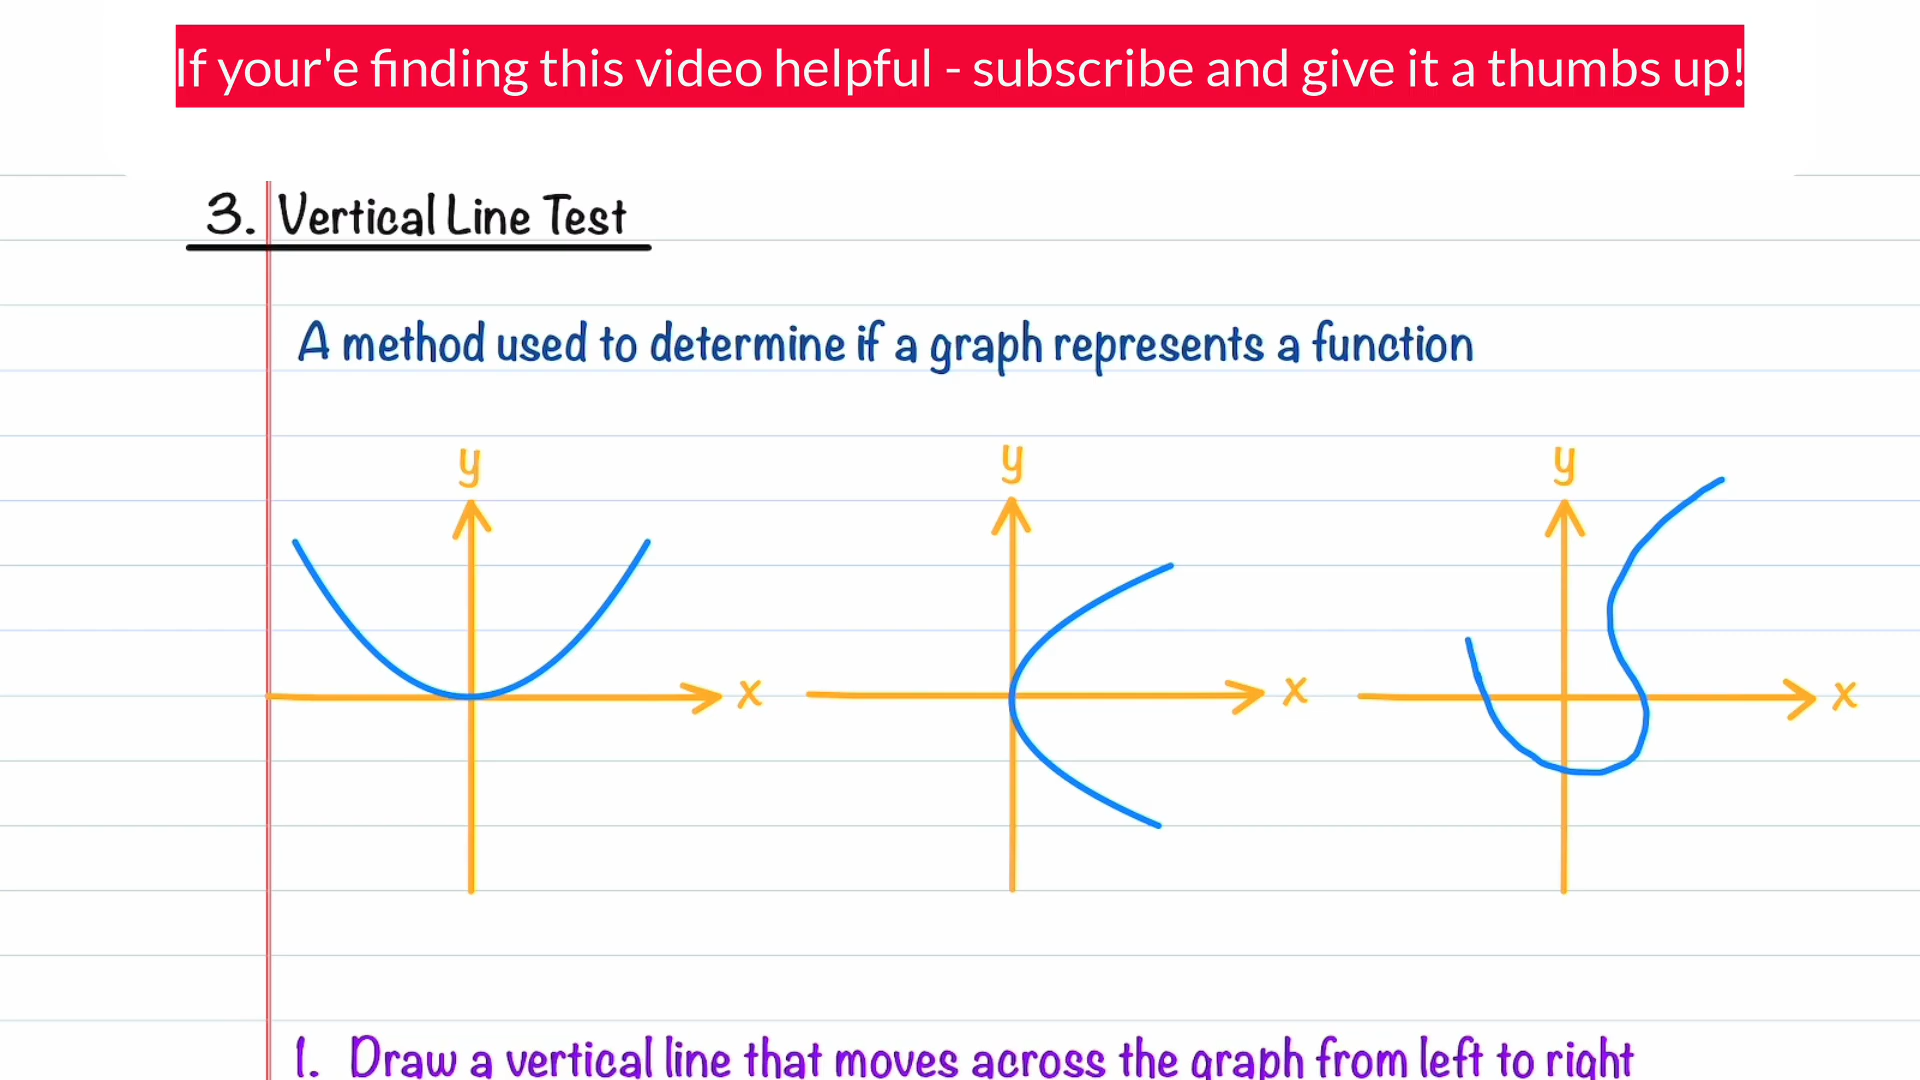 If your'e finding this video helpful - subscribe and give it a thumbs up!
3. Vertical Line Test
A method used to determine if a graph represents a function
y y y
x x x
1. Draw a vertical line that moves across the graph from left to right